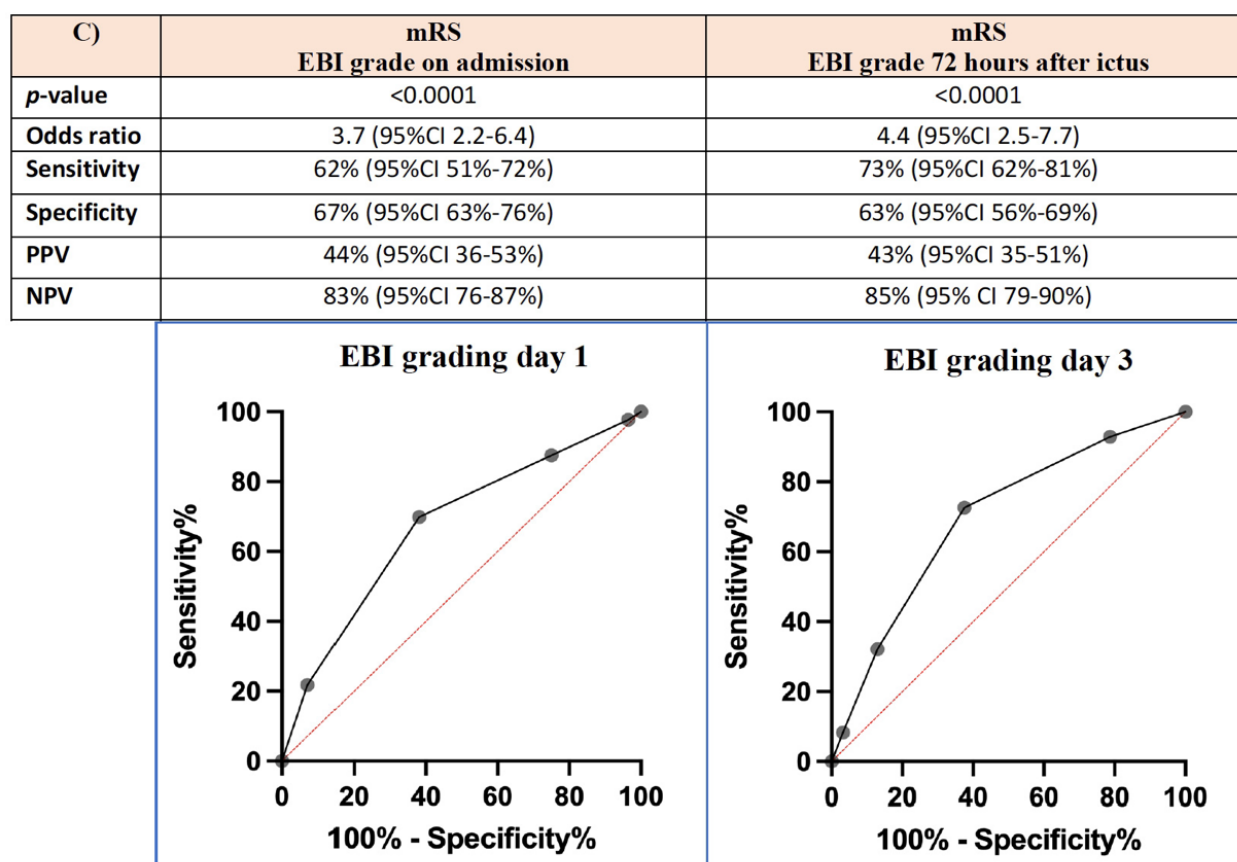 C) mRS mRS
EBI grade on admission EBI grade 72 hours after ictus
p-value <0.0001 <0.0001
Odds ratio 3.7 (95%CI 2.2-6.4) 4.4 (95%CI 2.5-7.7)
Sensitivity 62% (95%CI 51%-72%) 73% (95%CI 62%-81%)
Specificity 67% (95%CI 63%-76%) 63% (95%CI 56%-69%)
PPV 44% (95%CI 36-53%) 43% (95%CI 35-51%)
NPV 83% (95%CI 76-87%) 85% (95% CI 79-90%)
EBI grading day 1
Sensitivity%
100
80
60
40
20
0
0 20 40 60 80 100
100% - Specificity%
EBI grading day 3
Sensitivity%
100
80
60
40
20
0
0 20 40 60 80 100
100% - Specificity%